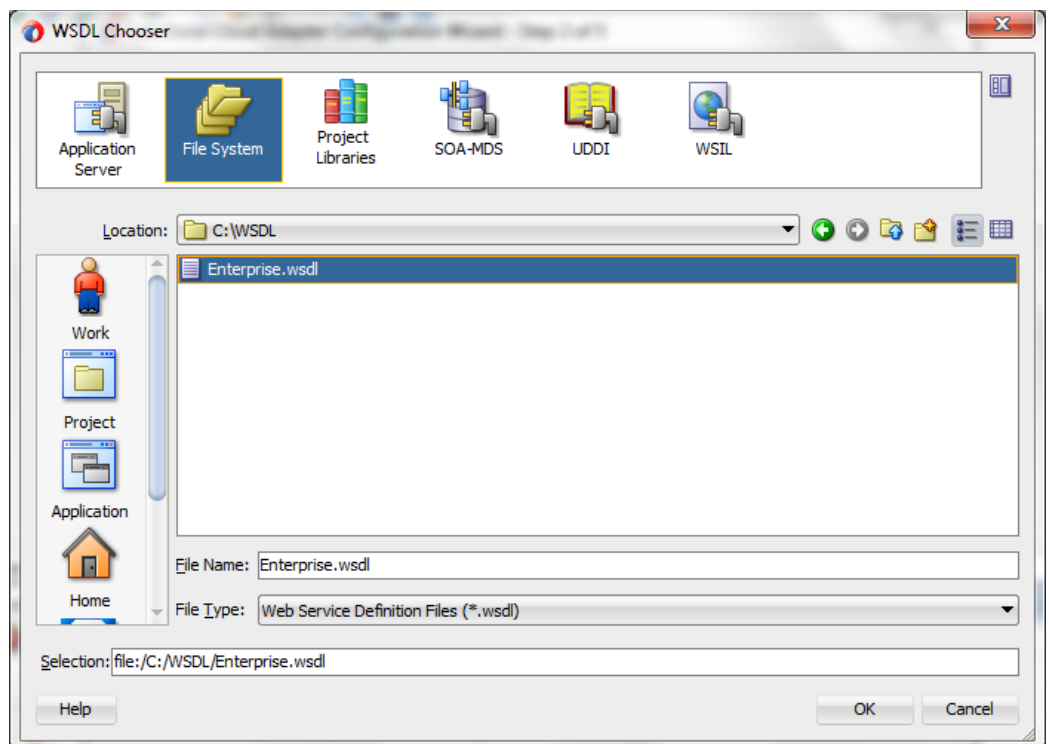 WSDL Chooser
Application
Server
File System
Project
Libraries
SOA-MDS
UDDI
WSIL
Location:
C:\WSDL
Enterprise.wsdl
Work
Project
Application
Home
File Name: Enterprise.wsdl
File Type: Web Service Definition Files (*.wsdl)
Selection: file:/C:/WSDL/Enterprise.wsdl
Help
OK
Cancel